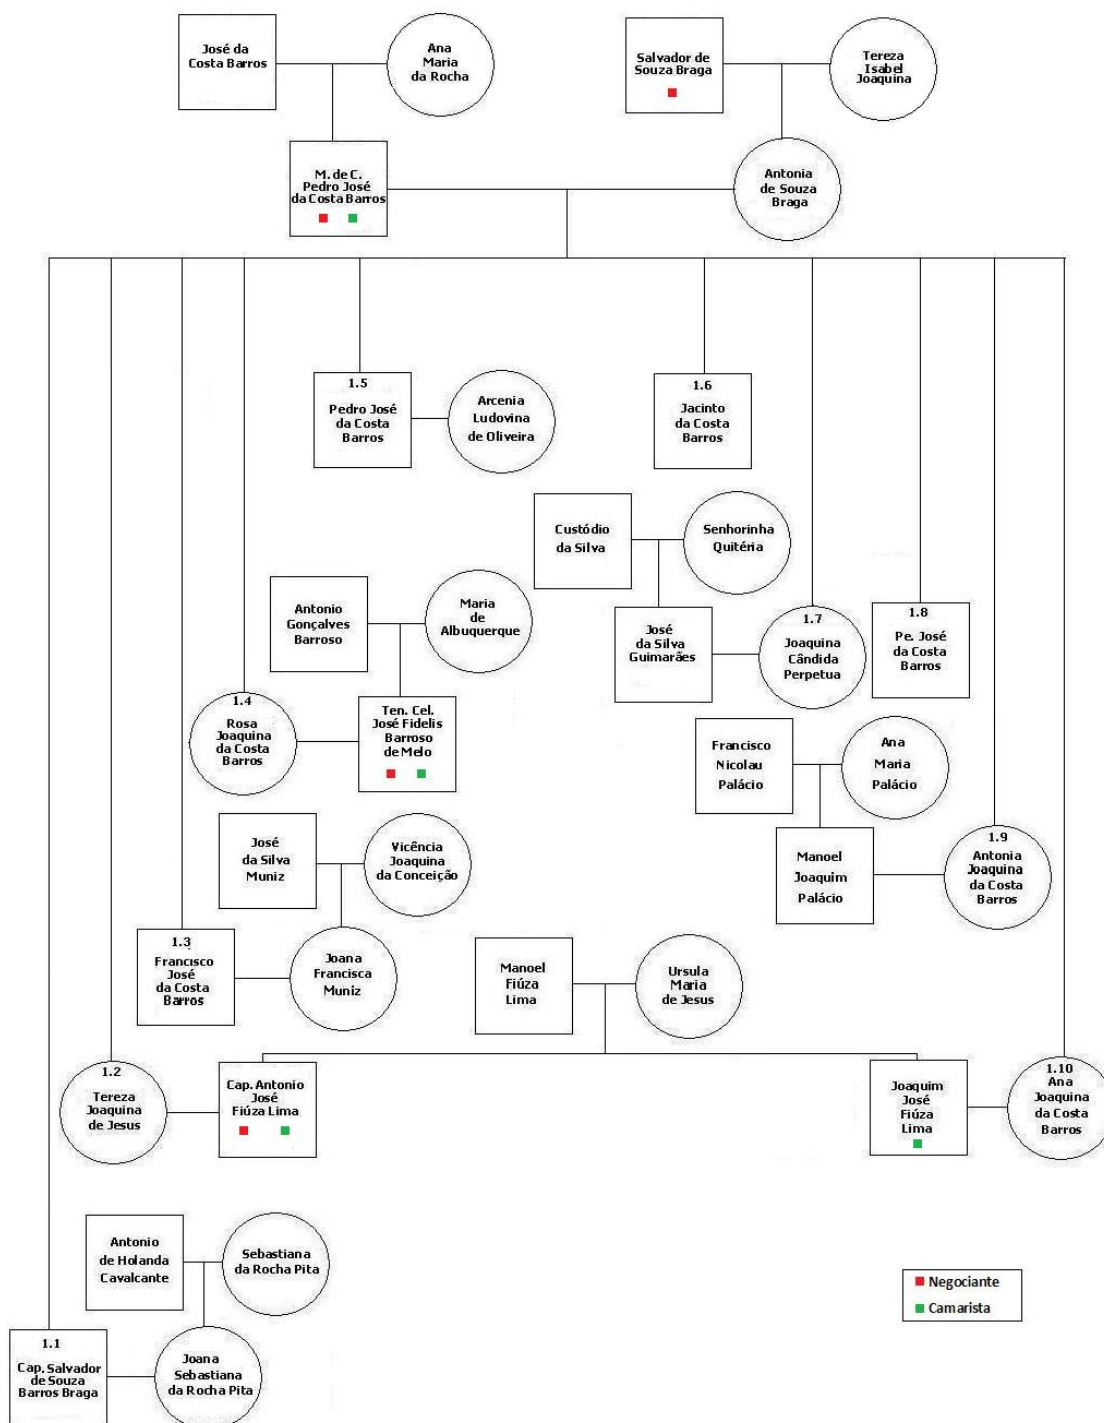 José da
Costa Barros
Ana
Maria
da Rocha
Salvador de
Souza Braga
Tereza
Isabel
Joaquina
M. de C.
Pedro José
da Costa Barros
Antonia
de Souza
Braga
1.5
Pedro José
da Costa
Barros
Arcenia
Ludovina
de Oliveira
1.6
Jacinto
da Costa
Barros
Custódio
da Silva
Senhorinha
Quitéria
Antonio
Gonçalves
Barroso
Maria
de
Albuquerque
José
da Silva
Guimarães
1.7
Joaquina
Cândida
Perpetua
1.8
Pe. José
da Costa
Barros
1.4
Rosa
Joaquina
da Costa
Barros
Ten. Cel.
José Fidelis
Barroso
de Melo
Francisco
Nicolau
Palácio
Ana
Maria
Palácio
José
da Silva
Muniz
Vicência
Joaquina
da Conceição
Manoel
Joaquim
Palácio
1.9
Antonia
Joaquina
da Costa
Barros
1.3
Francisco
José
da Costa
Barros
Joana
Francisca
Muniz
Manoel
Fiúza
Lima
Ursula
Maria
de Jesus
1.2
Tereza
Joaquina
de Jesus
Cap. Antonio
José
Fiúza Lima
Joaquim
José
Fiúza
Lima
1.10
Ana
Joaquina
da Costa
Barros
Antonio
de Holanda
Cavalcante
Sebastiana
da Rocha Pita
Negociante
Camarista
1.1
Cap. Salvador
de Souza
Barros Braga
Joana
Sebastiana
da Rocha Pita